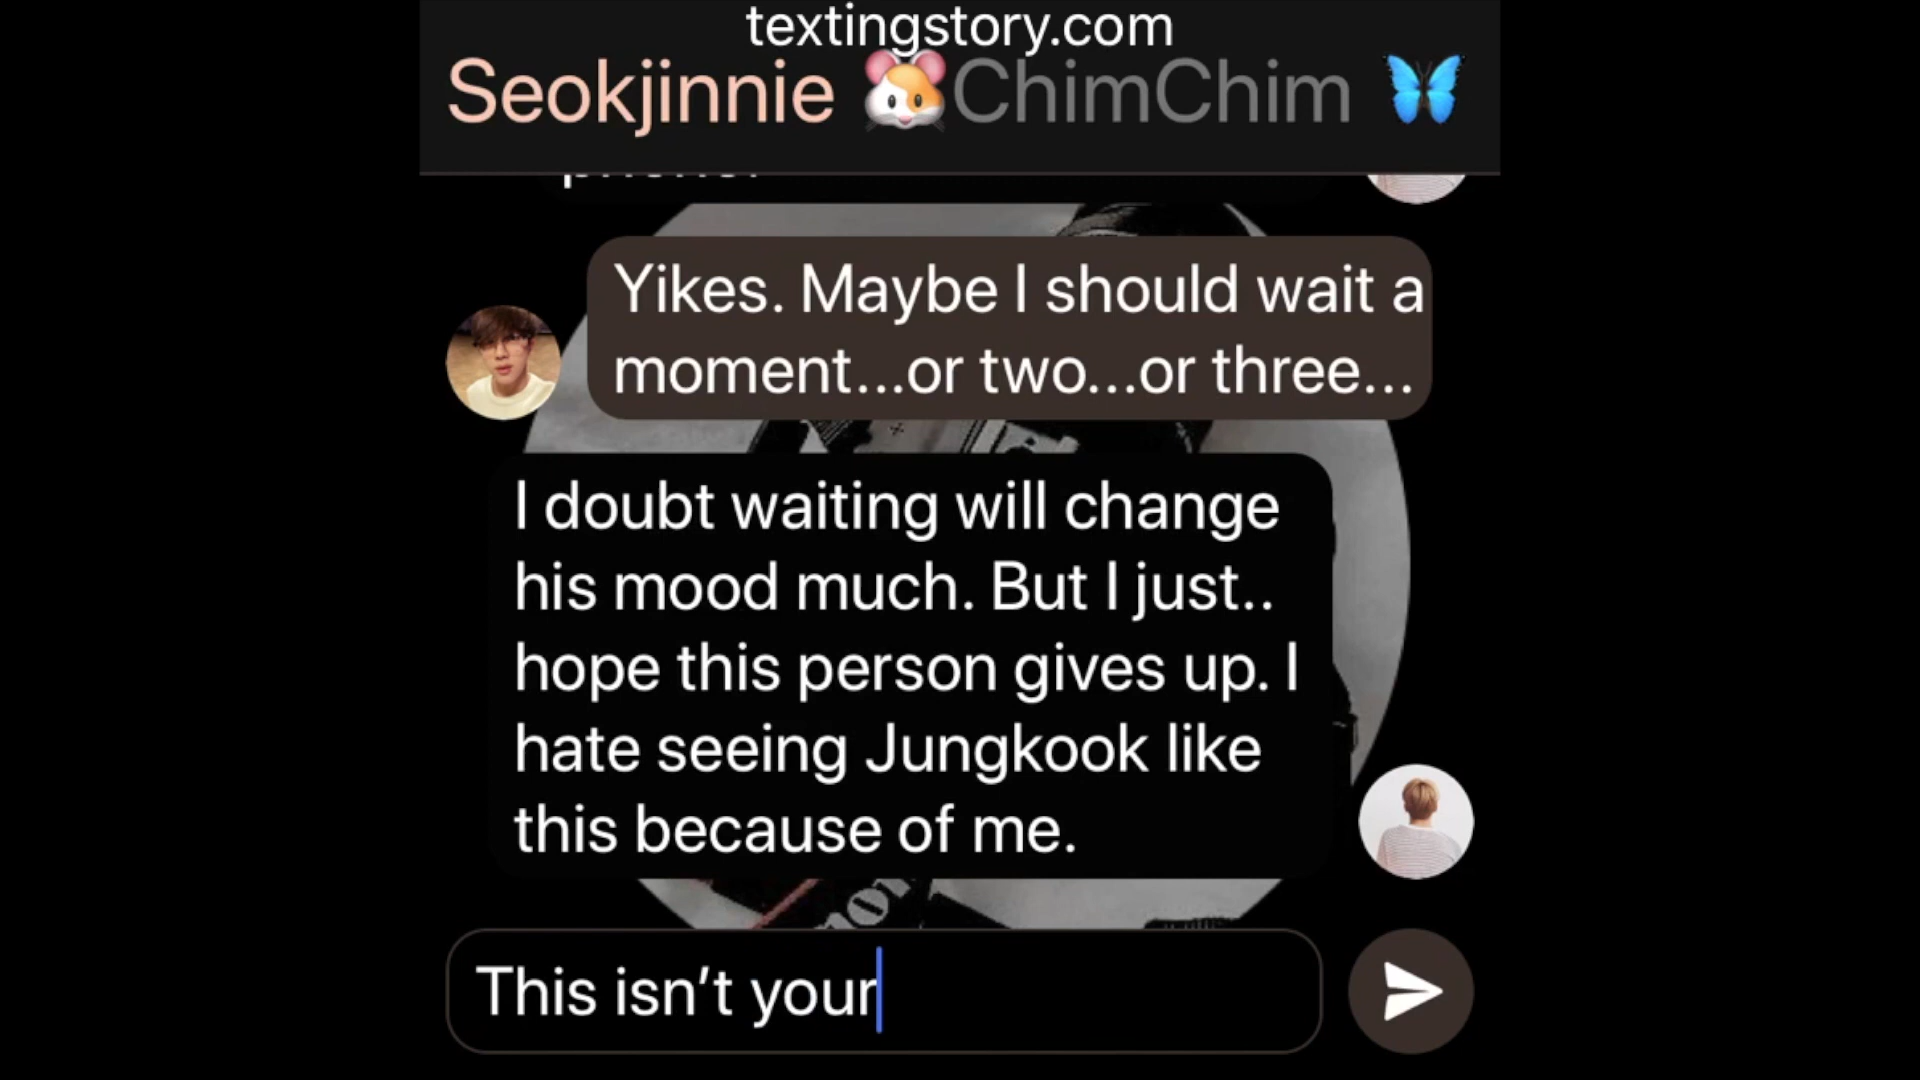 textingstory.com
Seokjinnie 🐹ChimChim 🦋
Yikes. Maybe I should wait a
moment...or two...or three...
I doubt waiting will change
his mood much. But I just..
hope this person gives up. I
hate seeing Jungkook like
this because of me.
This isn’t your